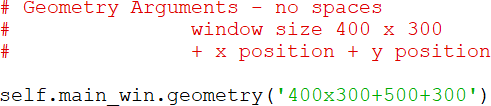 # Geometry Arguments – no spaces
#            window size 400 x 300
#            + x position + y position
self.main_win.geometry('400x300+500+300')